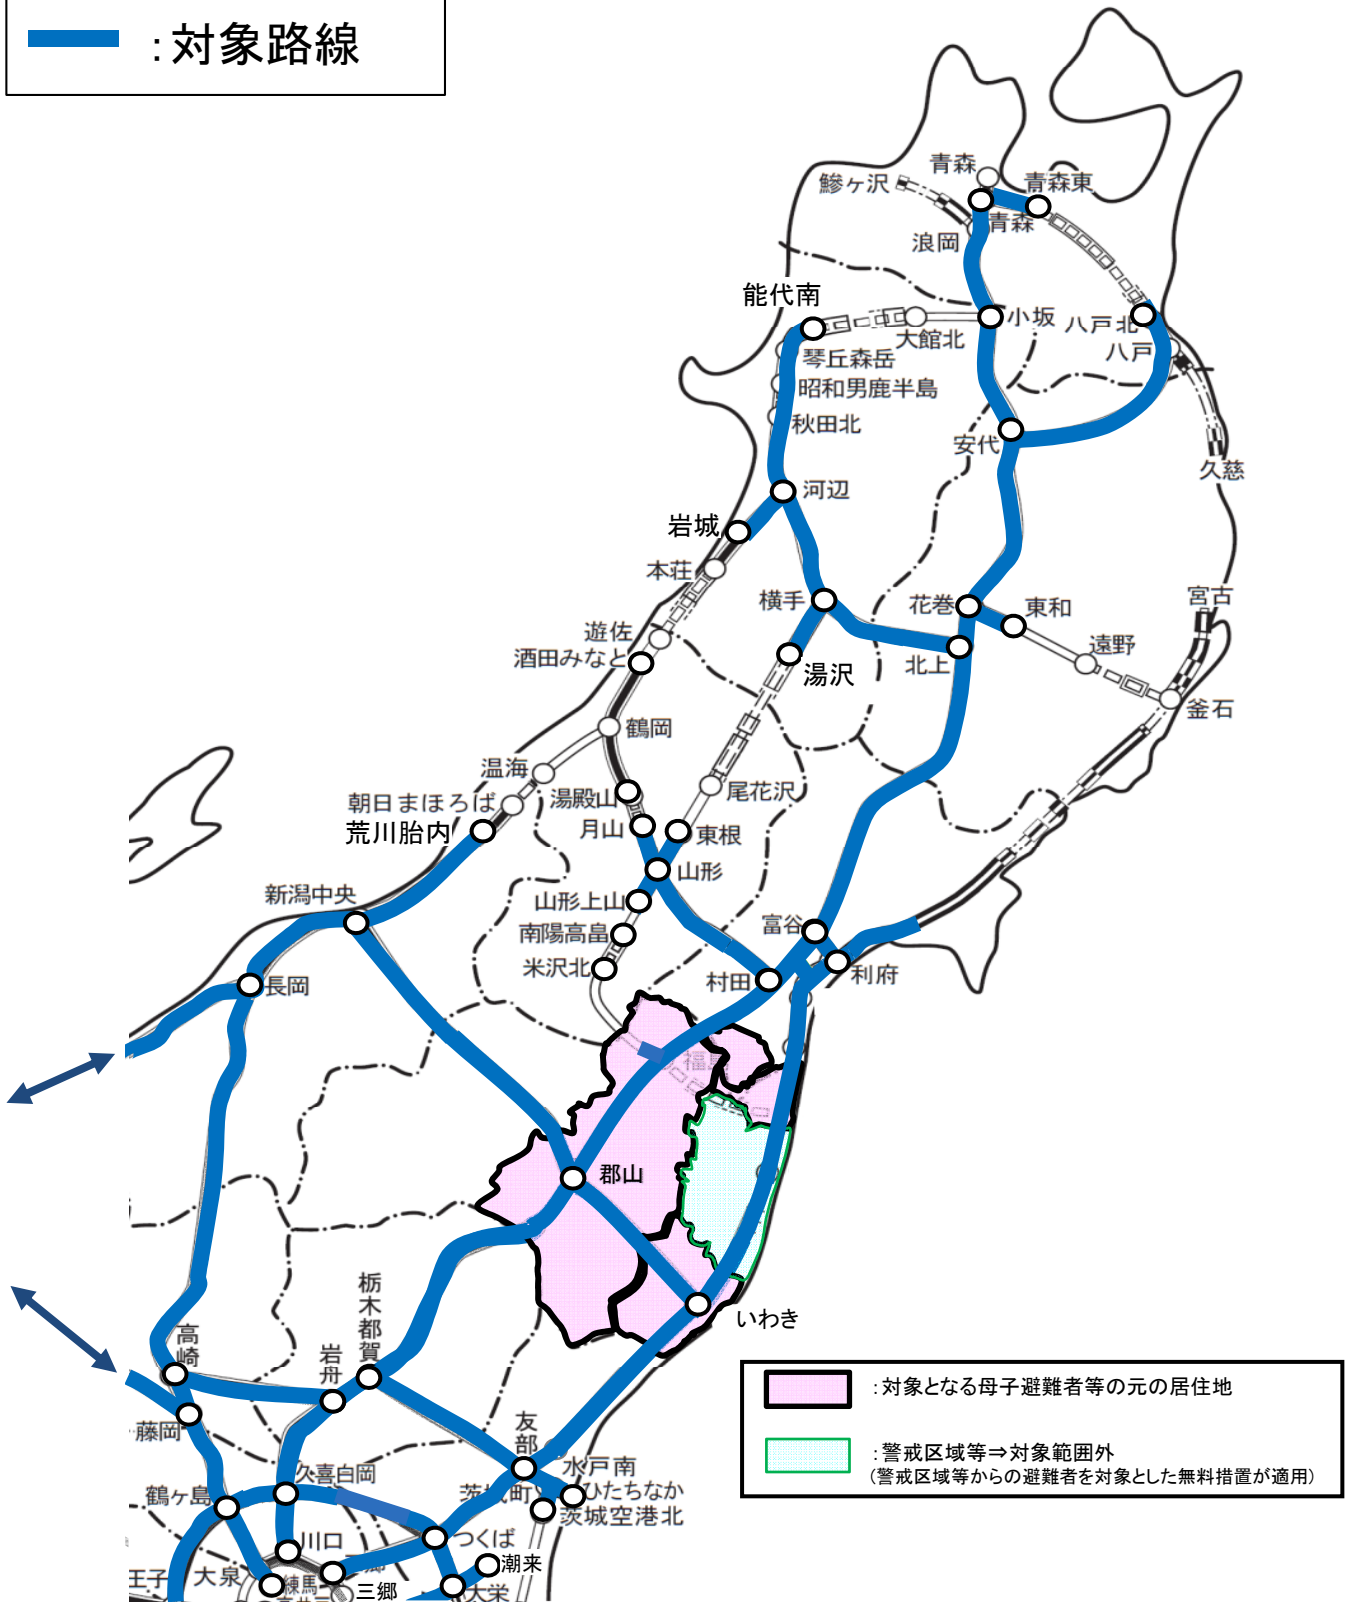 ：対象路線
青森
青森東
鰺ヶ沢
青森
浪岡
能代南
小坂
八戸北
大館北
八戸
琴丘森岳
昭和男鹿半島
秋田北
安代
久慈
河辺
岩城
本荘
横手
花巻
東和
宮古
遊佐
酒田みなと
北上
遠野
湯沢
釜石
鶴岡
温海
湯殿山
尾花沢
朝日まほろば
荒川胎内
月山
東根
山形
新潟中央
山形上山
富谷
南陽高畠
米沢北
村田
利府
長岡
福島
郡山
いわき
栃木都賀
高崎
岩舟
：対象となる母子避難者等の元の居住地
藤岡
友部
：警戒区域等⇒対象範囲外
（警戒区域等からの避難者を対象とした無料措置が適用）
水戸南
久喜白岡
茨城町
ひたちなか
鶴ヶ島
茨城空港北
川口
つくば
潮来
王子
大泉
練馬
三郷
大栄